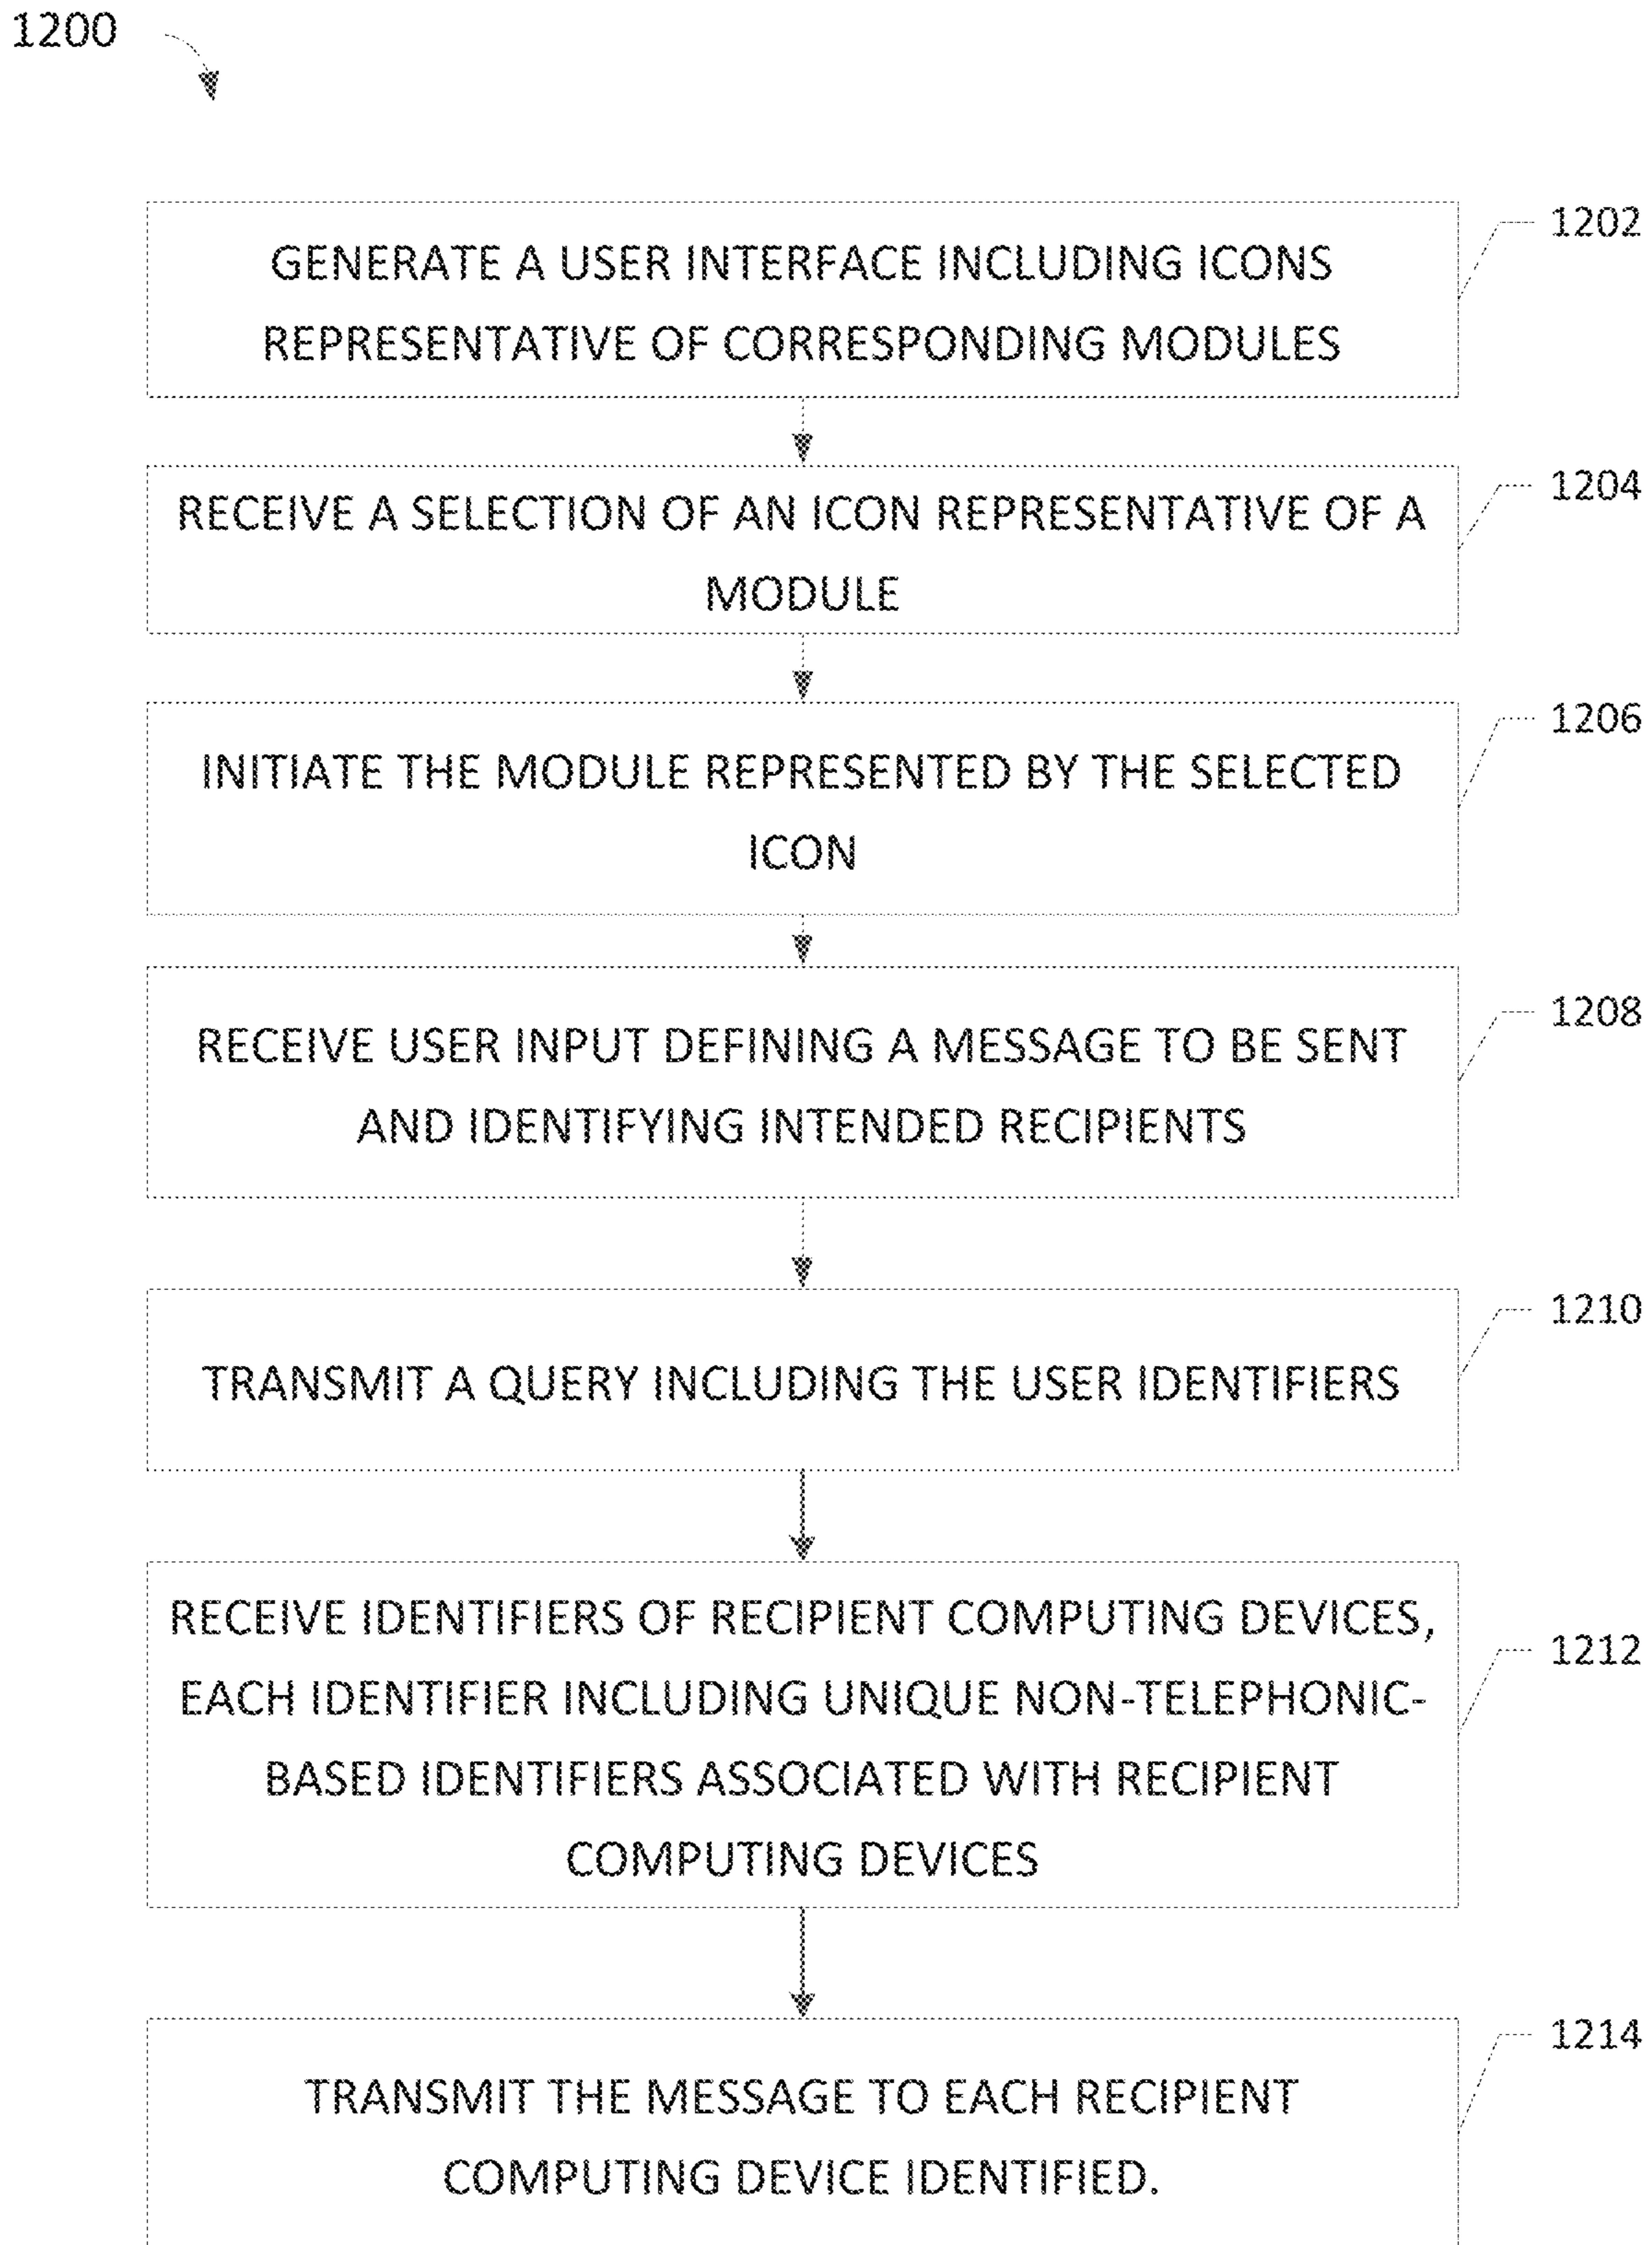 1200
1202
GENERATE A USER INTERFACE INCLUDING ICONS
REPRESENTATIVE OF CORRESPONDING MODULES
1204
RECEIVE A SELECTION OF AN ICON REPRESENTATIVE OF A
MODULE
1206
INITIATE THE MODULE REPRESENTED BY THE SELECTED
ICON
1208
RECEIVE USER INPUT DEFINING A MESSAGE TO BE SENT
AND IDENTIFYING INTENDED RECIPIENTS
1210
TRANSMIT A QUERY INCLUDING THE USER IDENTIFIERS
1212
RECEIVE IDENTIFIERS OF RECIPIENT COMPUTING DEVICES,
EACH IDENTIFIER INCLUDING UNIQUE NON-TELEPHONIC-
BASED IDENTIFIERS ASSOCIATED WITH RECIPIENT
COMPUTING DEVICES
1214
TRANSMIT THE MESSAGE TO EACH RECIPIENT
COMPUTING DEVICE IDENTIFIED.